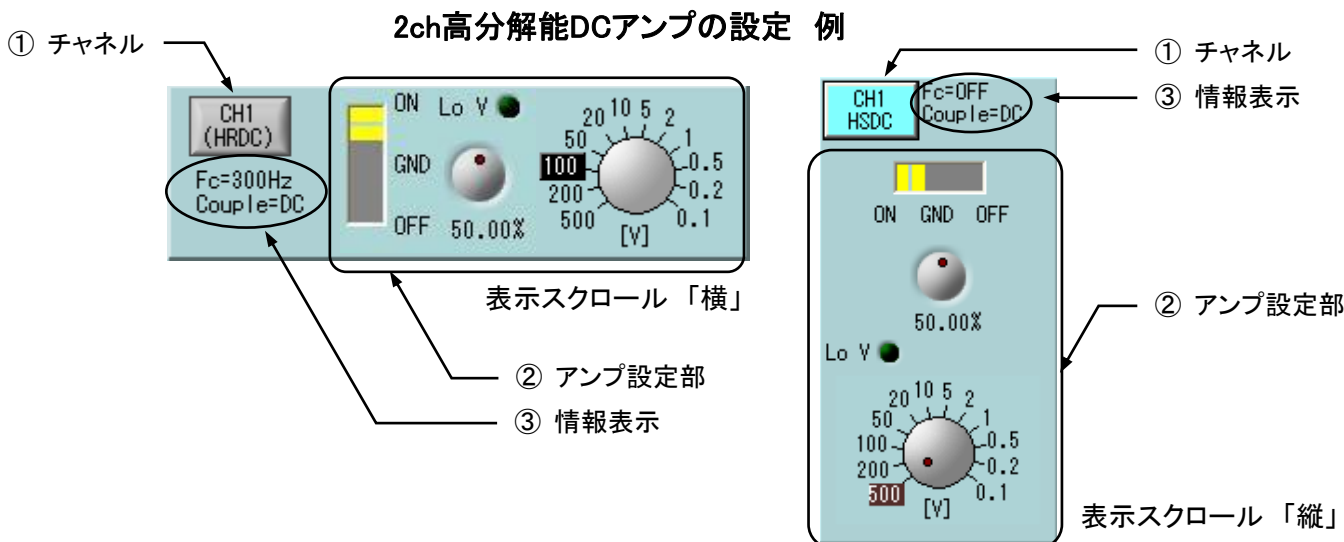 2ch高分解能DCアンプの設定 例
① チャネル
CH1
(HRDC)
Fc=300Hz
Couple=DC
ON
GND
OFF
Lo V
50.00%
500
200
100
50
20
10
5
2
1
0.5
0.2
0.1
[V]
表示スクロール 「横」
② アンプ設定部
③ 情報表示
① チャネル
③ 情報表示
CH1
HSDC
Fc=OFF
Couple=DC
ON GND OFF
50.00%
Lo V
500
200
100
50
20
10
5
2
1
0.5
0.2
0.1
[V]
② アンプ設定部
表示スクロール 「縦」